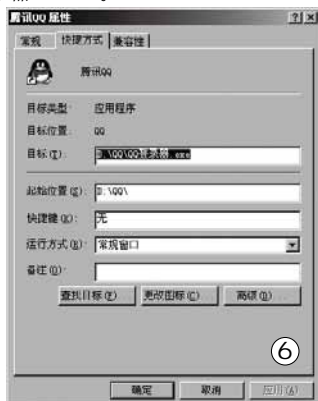 腾讯QQ 属性
常规 快捷方式 兼容性
腾讯QQ
目标类型: 应用程序
目标位置: QQ
目标(T): D:\QQ\QQ登录器.exe
起始位置(S): D:\QQ\
快捷键(K): 无
运行方式(R): 常规窗口
备注(O):
查找目标(F)... 更改图标(C)... 高级(D)...
⑥
确定 取消 应用(A)